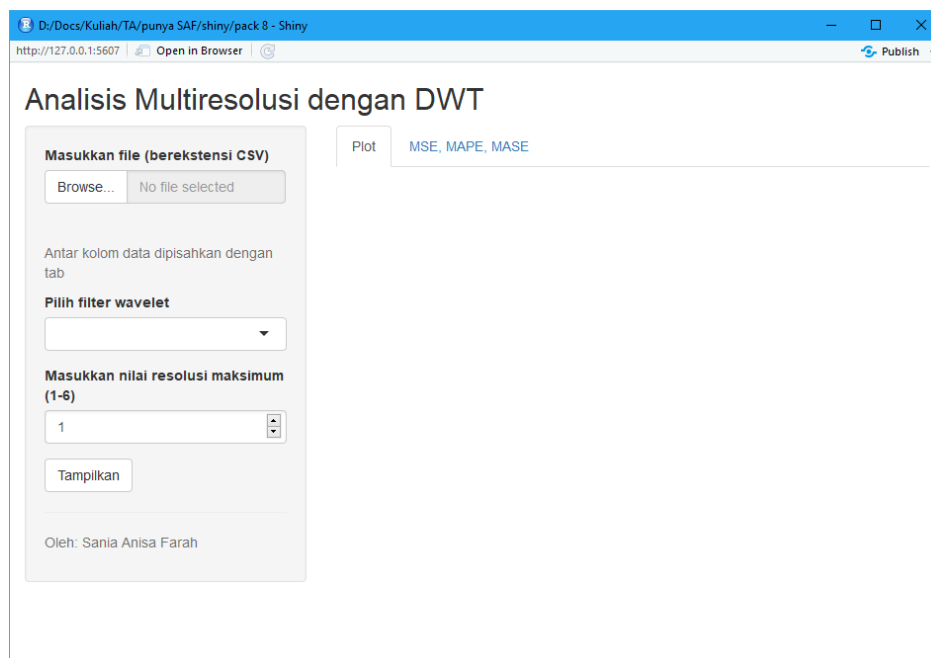 D:/Docs/Kuliah/TA/punya SAF/shiny/pack 8 - Shiny
http://127.0.0.1:5607 Open in Browser Publish
Analisis Multiresolusi dengan DWT
Masukkan file (berekstensi CSV)
Browse... No file selected
Antar kolom data dipisahkan dengan
tab
Pilih filter wavelet
Masukkan nilai resolusi maksimum
(1-6)
1
Tampilkan
Oleh: Sania Anisa Farah
Plot MSE, MAPE, MASE